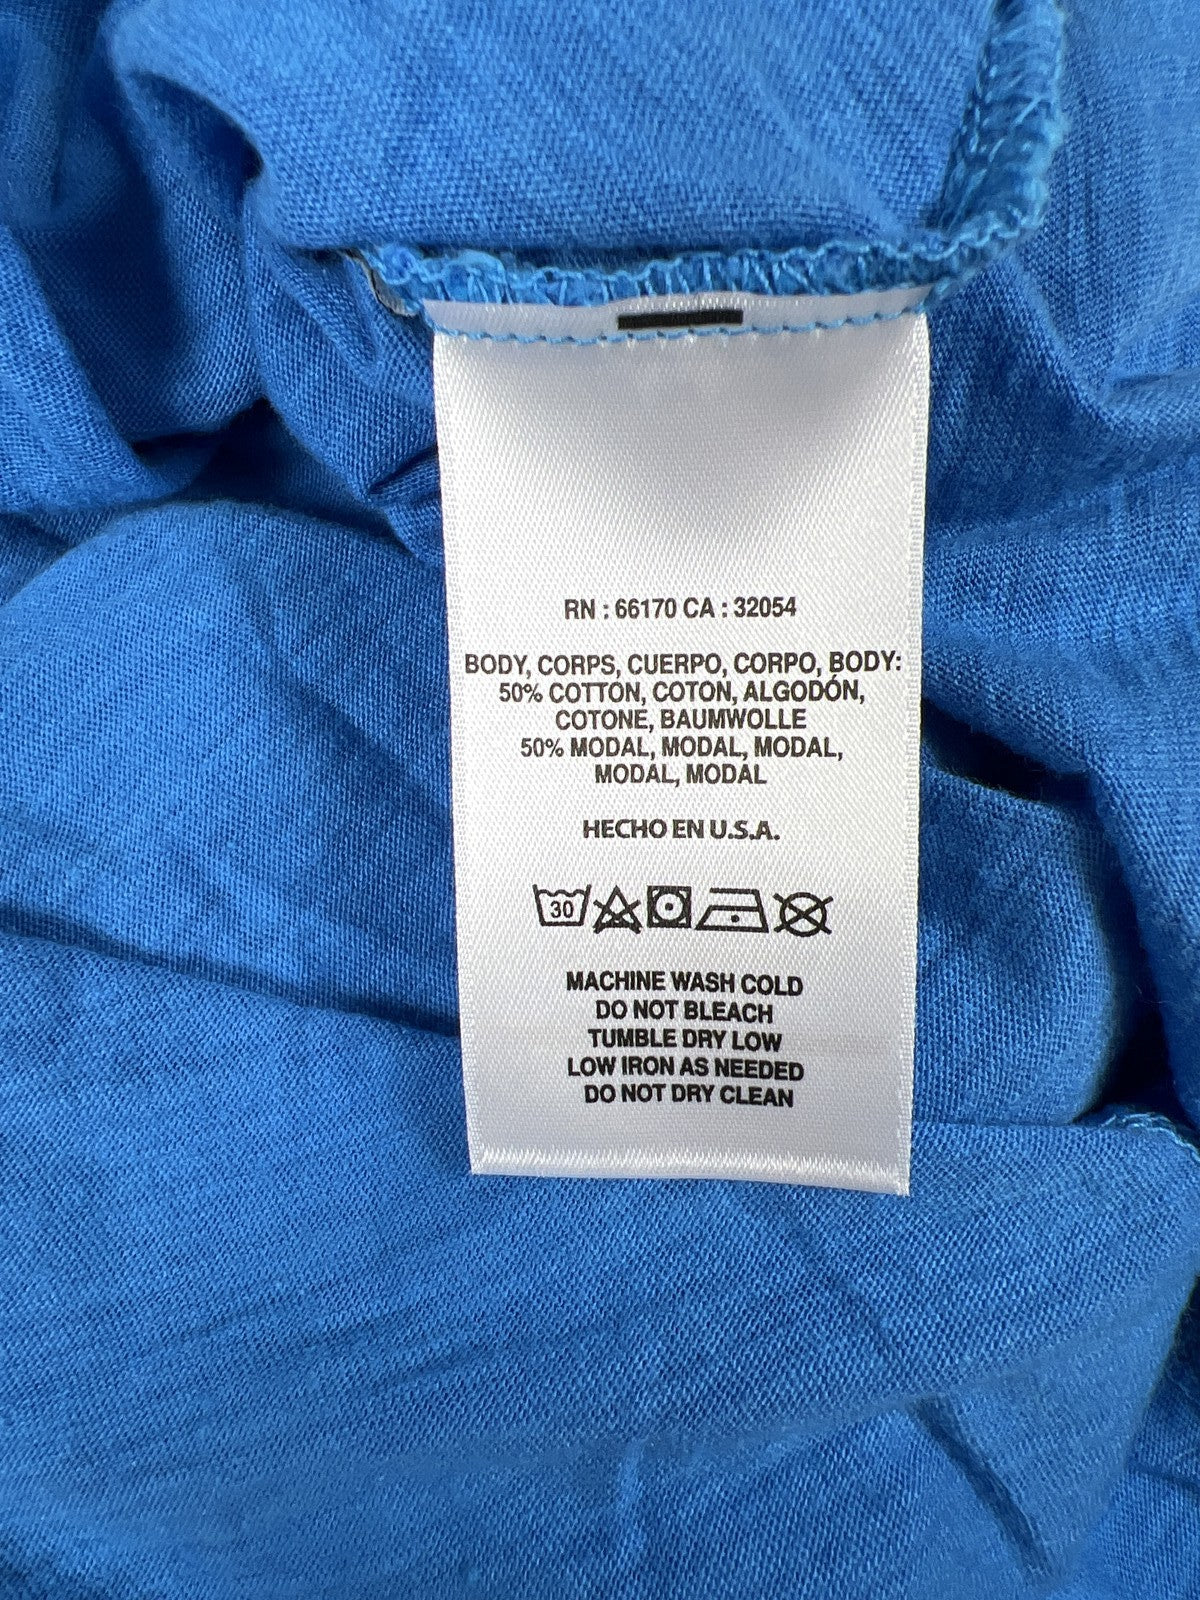 RN : 66170 CA : 32054
BODY, CORPS, CUERPO, CORPO, BODY:
50% COTTON, COTON, ALGODÓN,
COTONE, BAUMWOLLE
50% MODAL, MODAL, MODAL,
MODAL, MODAL
HECHO EN U.S.A.
30
MACHINE WASH COLD
DO NOT BLEACH
TUMBLE DRY LOW
LOW IRON AS NEEDED
DO NOT DRY CLEAN